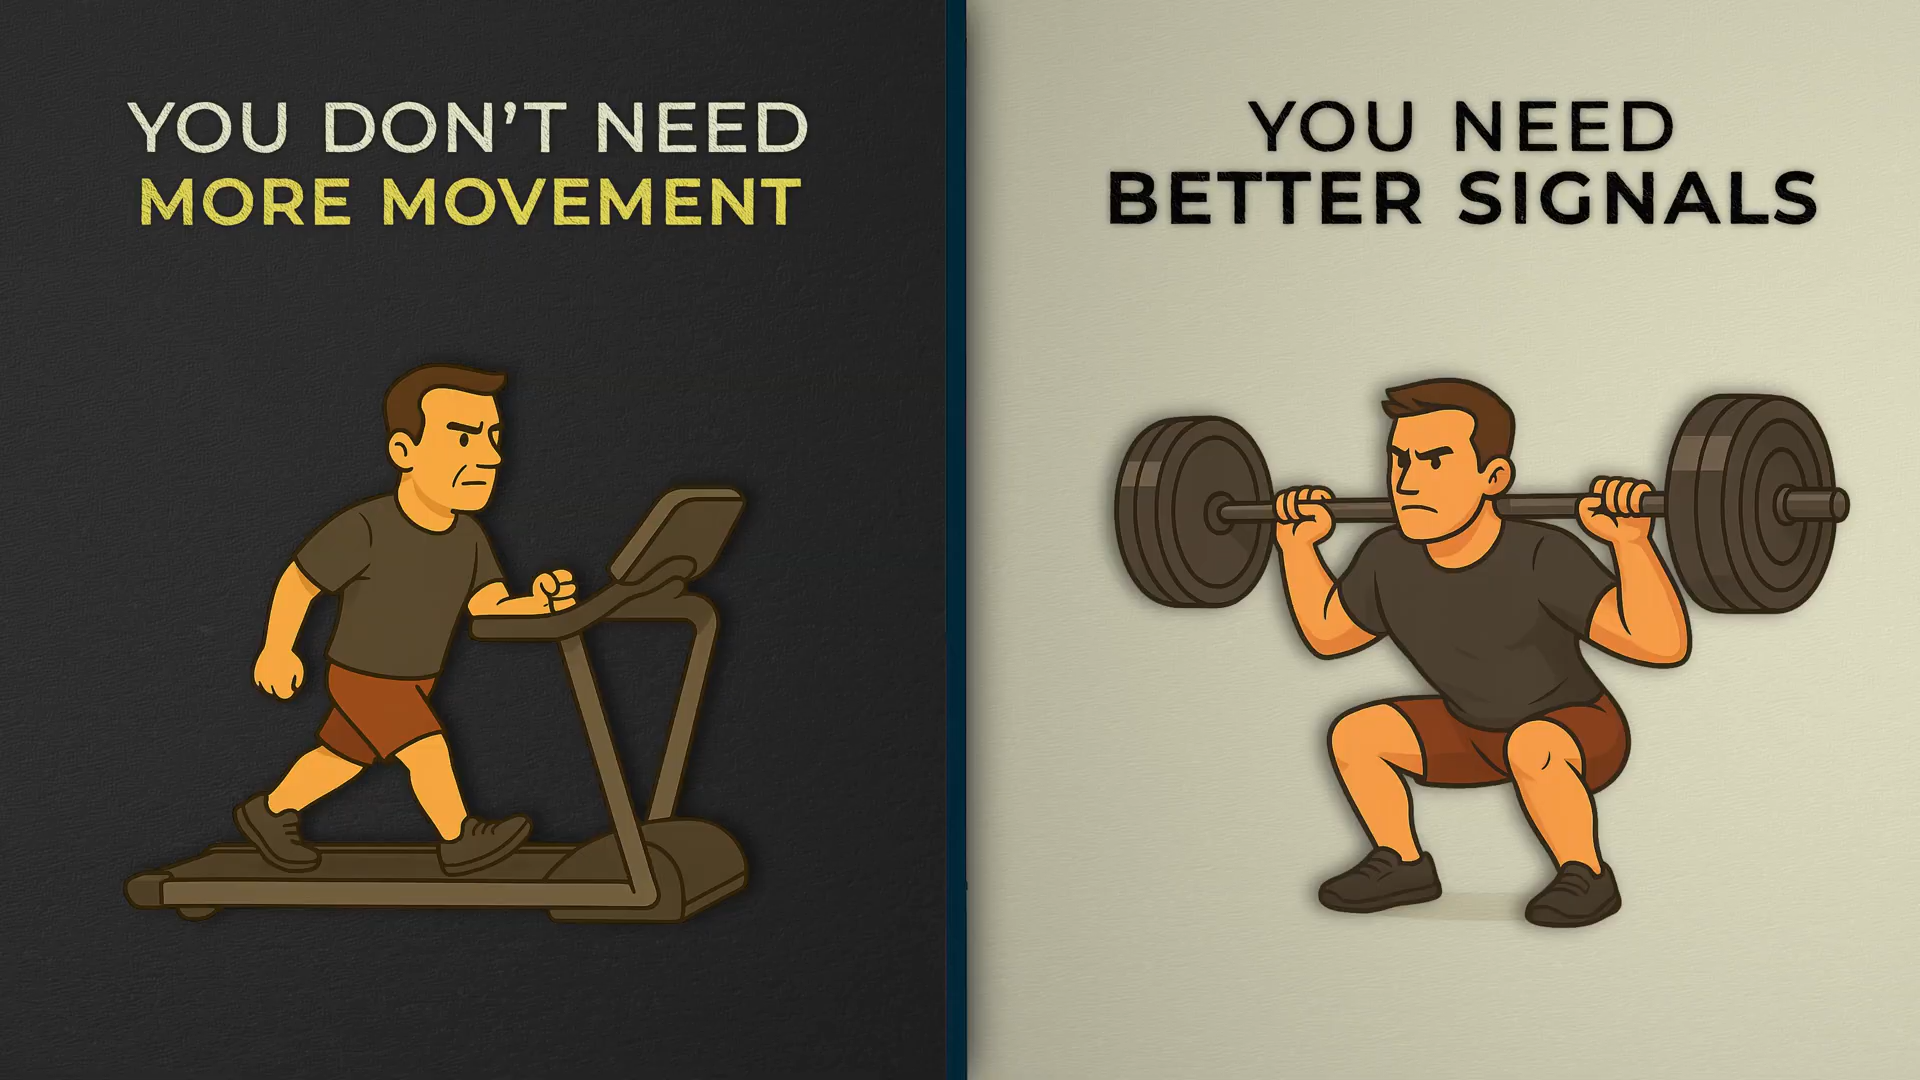 YOU DON'T NEED
MORE MOVEMENT
YOU NEED
BETTER SIGNALS